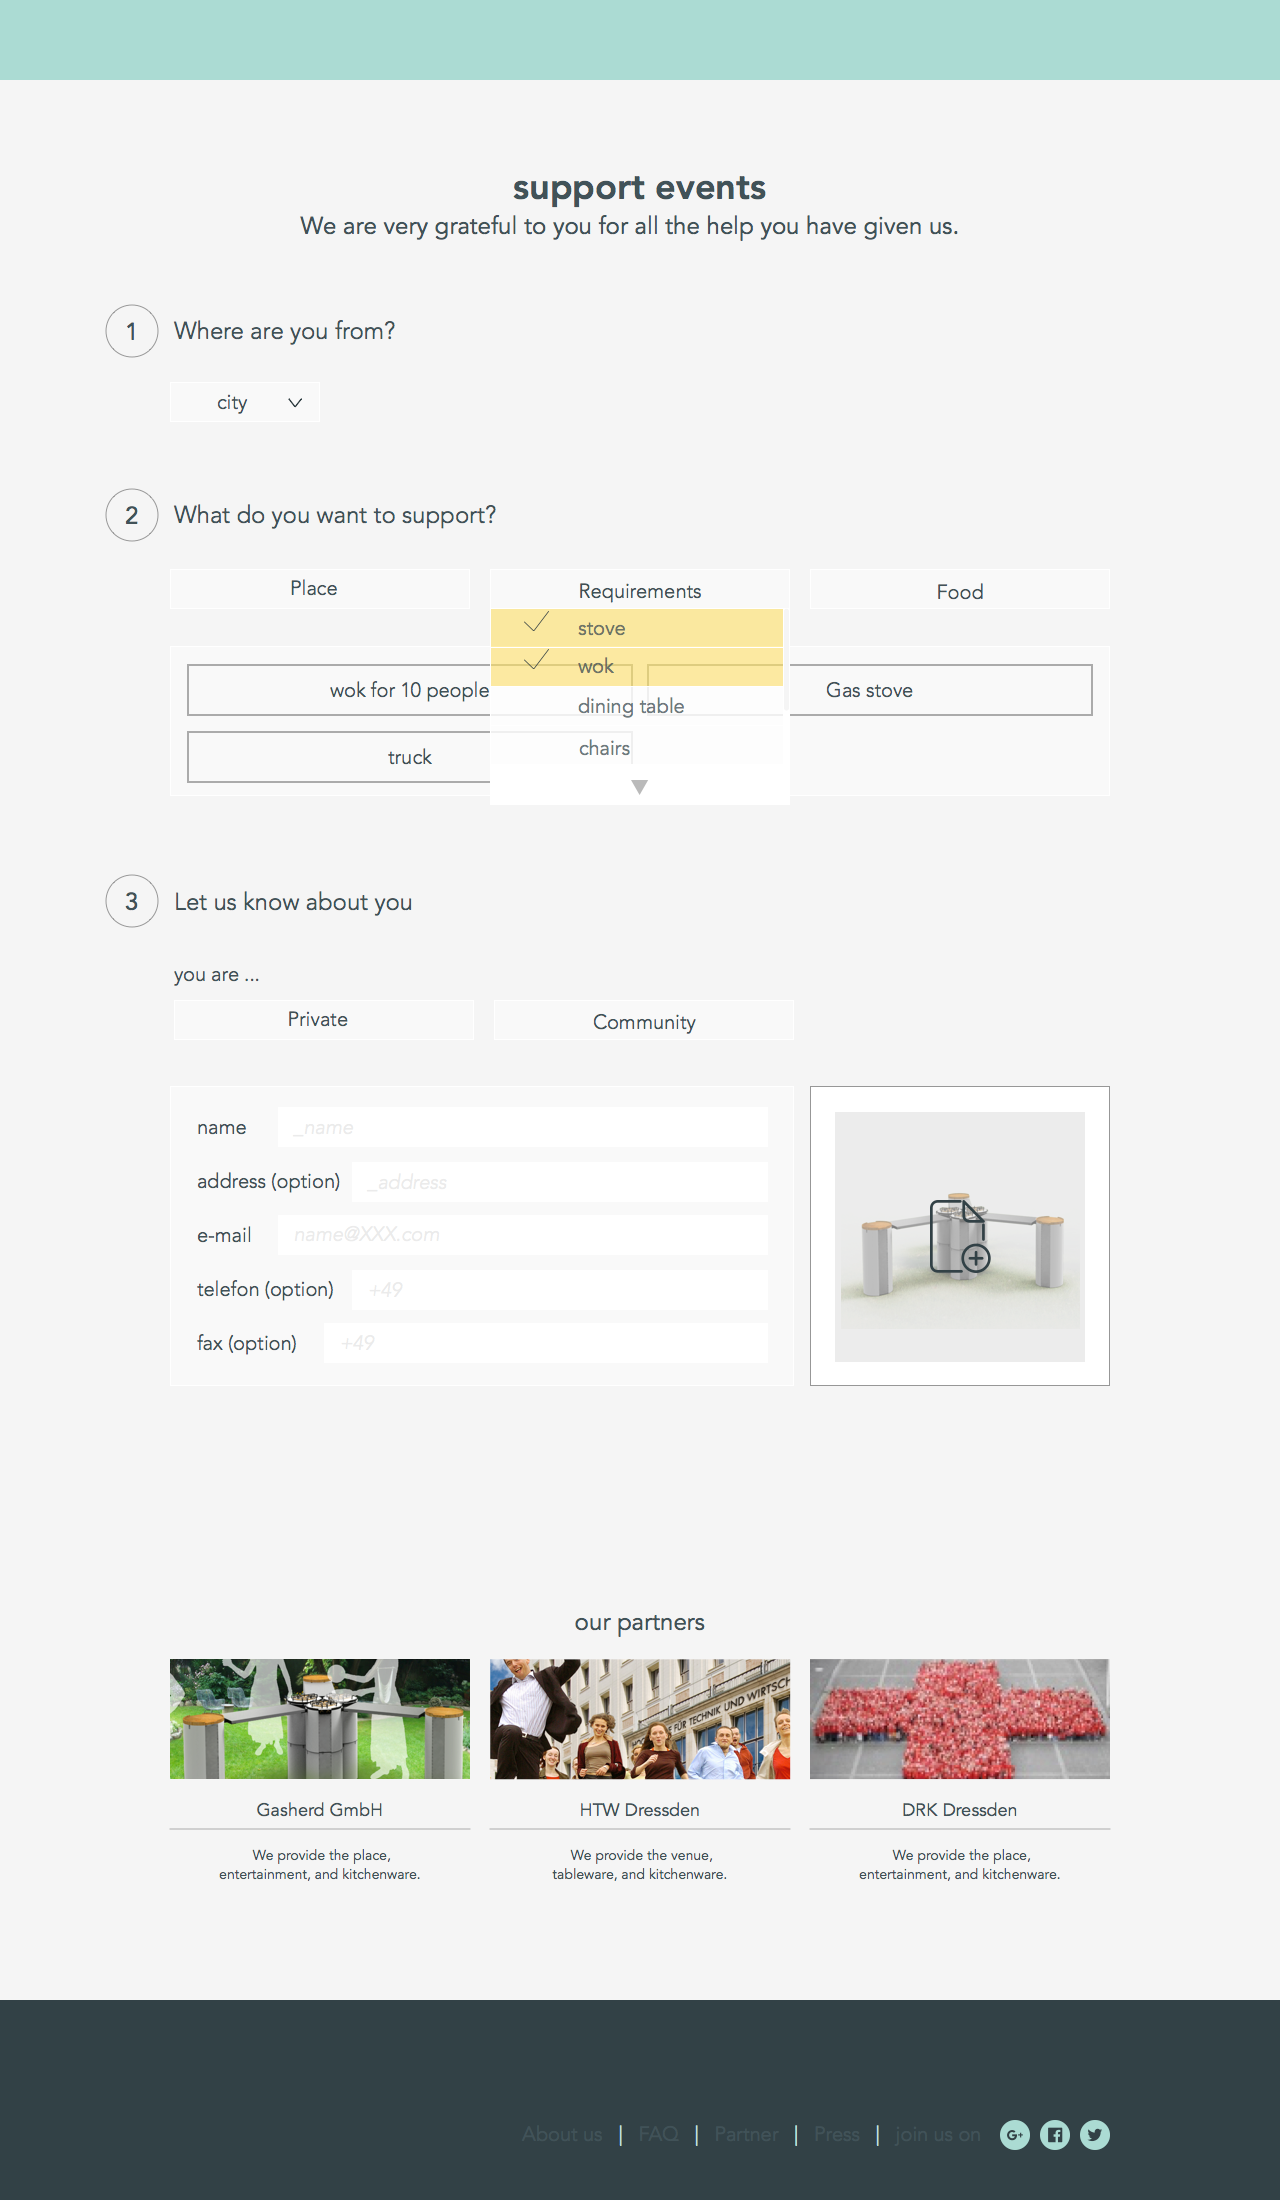 support events
We are very grateful to you for all the help you have given us.
1 Where are you from?
city
2 What do you want to support?
Place
Requirements
Food
stove
wok
dining table
chairs
wok for 10 people
Gas stove
truck
3 Let us know about you
you are ...
Private
Community
name _name
address (option) _address
e-mail name@XXX.com
telefon (option) +49
fax (option) +49
our partners
FÜR TECHNIK UND WIRTSCH
Gasherd GmbH
HTW Dressden
DRK Dressden
We provide the place,
entertainment, and kitchenware.
We provide the venue,
tableware, and kitchenware.
We provide the place,
entertainment, and kitchenware.
About us | FAQ | Partner | Press | join us on G+